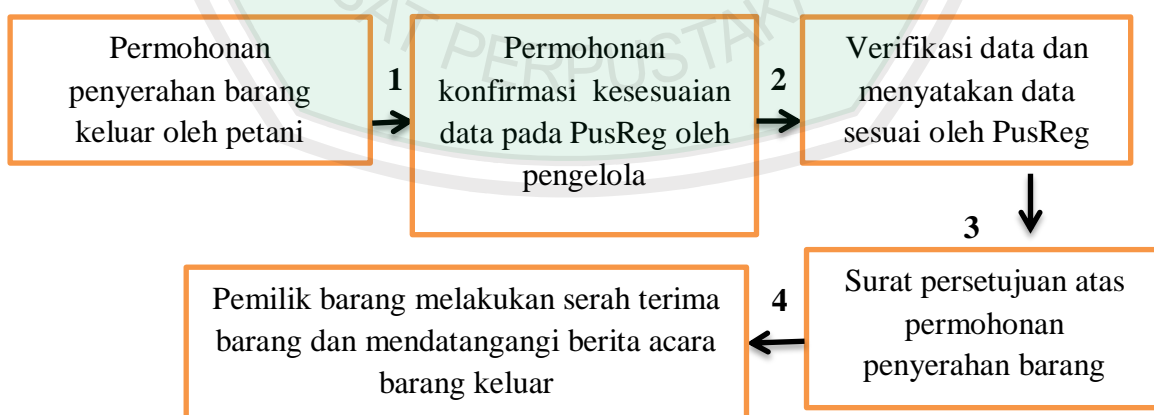 Permohonan
penyerahan barang
keluar oleh petani
1
Permohonan
konfirmasi kesesuaian
data pada PusReg oleh
pengelola
2
Verifikasi data dan
menyatakan data
sesuai oleh PusReg
3
Surat persetujuan atas
permohonan
penyerahan barang
4
Pemilik barang melakukan serah terima
barang dan mendatangangi berita acara
barang keluar